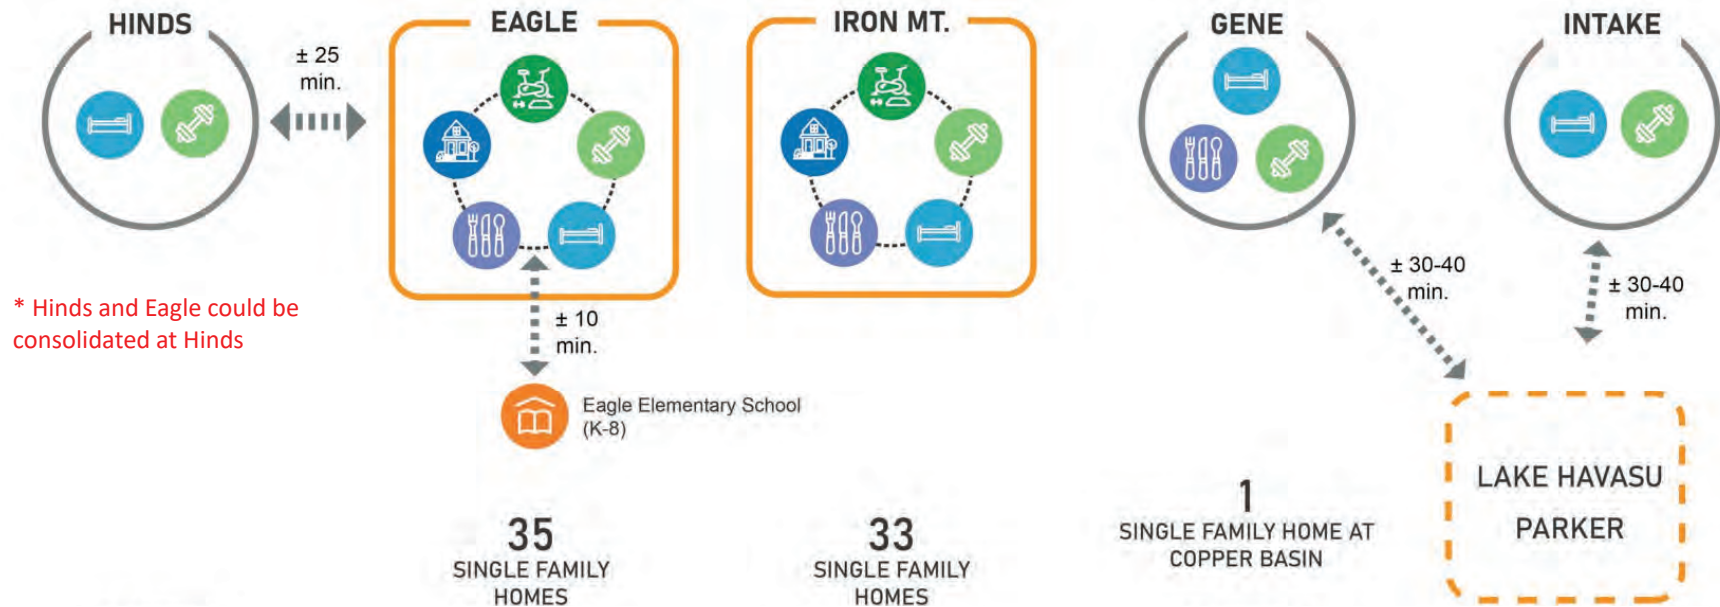 HINDS
± 25
min.
EAGLE
IRON MT.
GENE
INTAKE
* Hinds and Eagle could be
consolidated at Hinds
± 10
min.
Eagle Elementary School
(K-8)
± 30-40
min.
± 30-40
min.
35
SINGLE FAMILY
HOMES
33
SINGLE FAMILY
HOMES
1
SINGLE FAMILY HOME AT
COPPER BASIN
LAKE HAVASU
PARKER